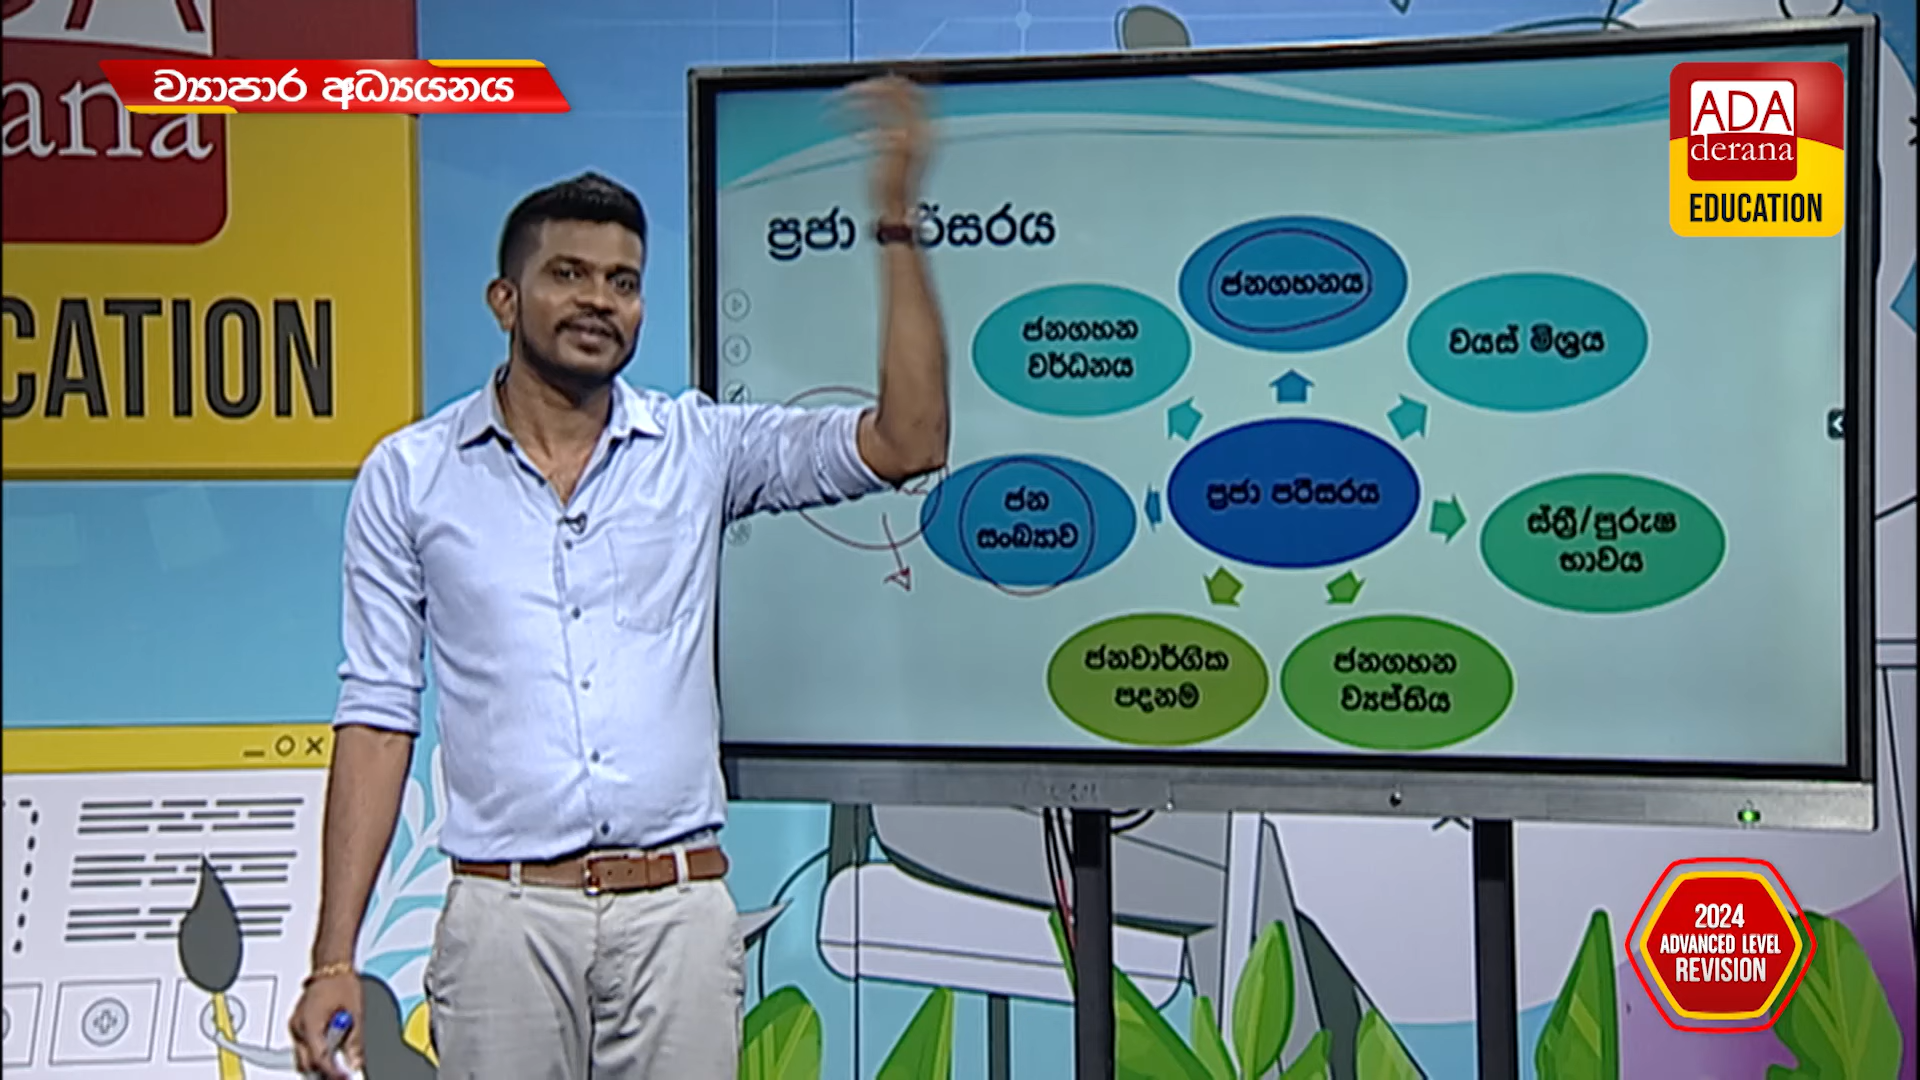 ව්‍යාපාර අධ්‍යයනය
ADA
derana
EDUCATION
ana
CATION
ප්‍රජා
ජනගහනය
ජනගහන
වර්ධනය
වයස් මිශ්‍රය
ජන
සංඛ්‍යාව
ප්‍රජා පරිසරය
ස්ත්‍රී/පුරුෂ
භාවය
ජනවාර්ගික
පදනම
ජනගහන
ව්‍යප්තිය
2024
ADVANCED LEVEL
REVISION